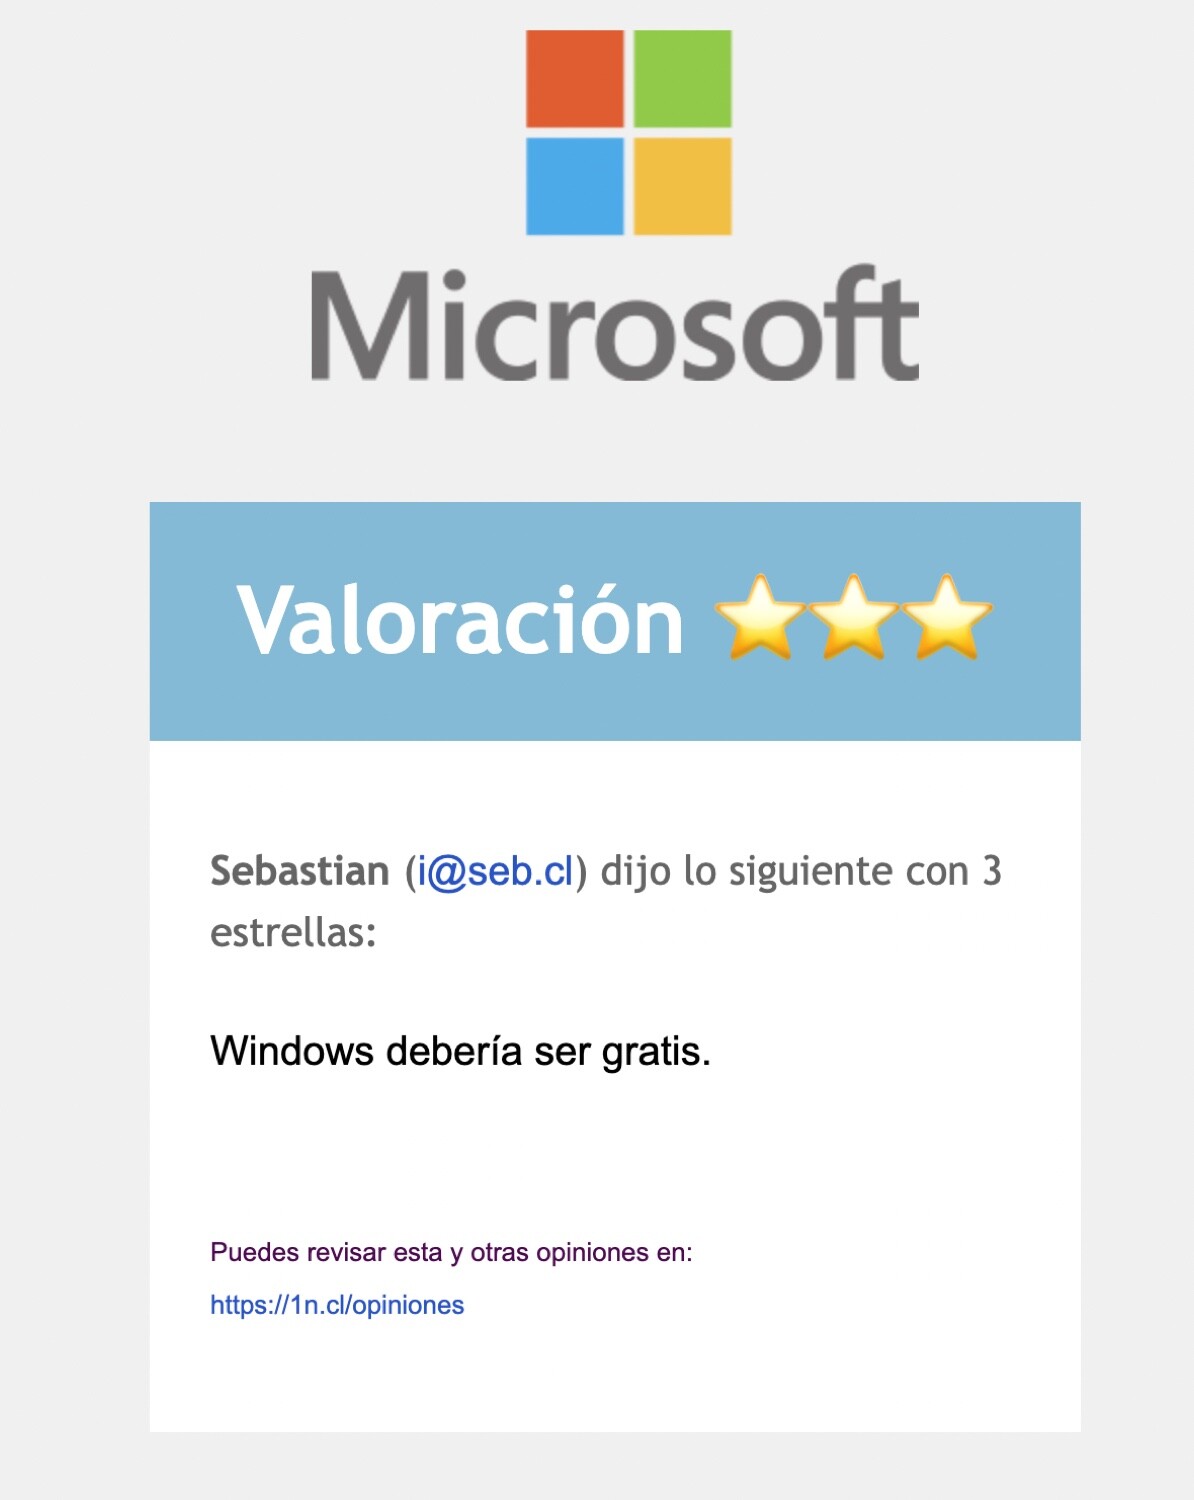 Microsoft
Valoración ⭐⭐⭐
Sebastian (i@seb.cl) dijo lo siguiente con 3
estrellas:
Windows debería ser gratis.
Puedes revisar esta y otras opiniones en:
https://1n.cl/opiniones